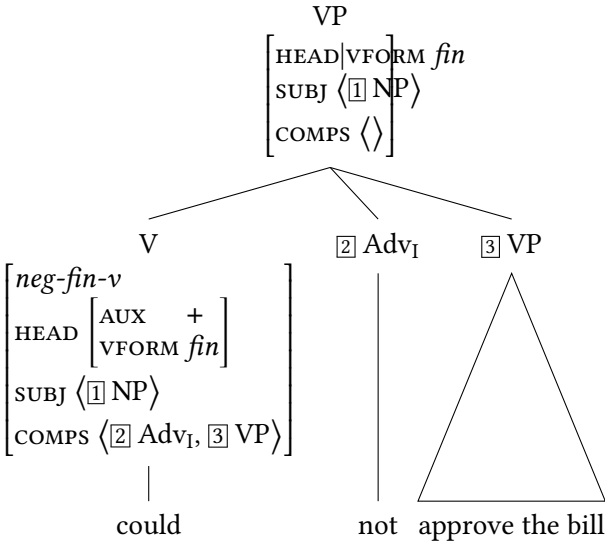 VP
HEAD|VFORM fin
SUBJ ⟨1 NP⟩
COMPS ⟨⟩
V
2 AdvI
3 VP
neg-fin-v
HEAD [AUX +
VFORM fin]
SUBJ ⟨1 NP⟩
COMPS ⟨2 AdvI, 3 VP⟩
could not approve the bill